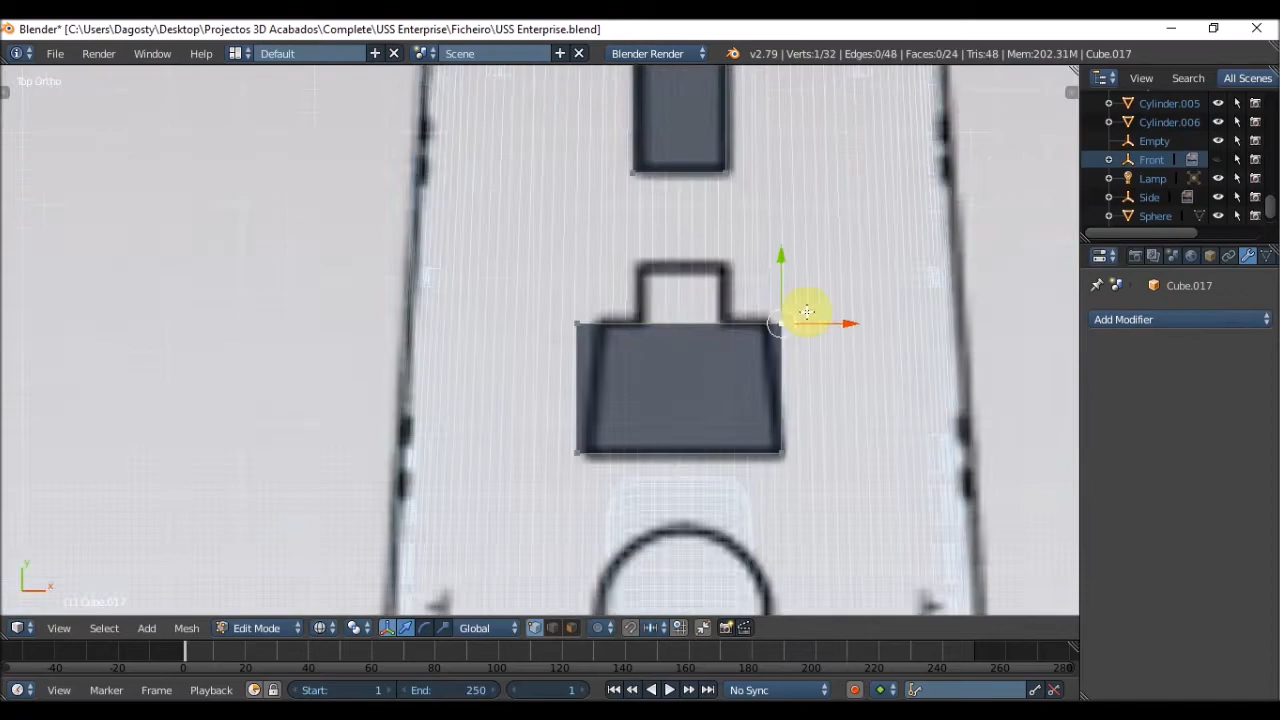 Blender* [C:\Users\Dagosty\Desktop\Projectos 3D Acabados\Complete\USS Enterprise\Ficheiro\USS Enterprise.blend]
File Render Window Help Default Scene Blender Render v2.79 | Verts:1/32 | Edges:0/48 | Faces:0/24 | Tris:48 | Mem:202.31M | Cube.017
Top Ortho
View Search All Scenes
Cylinder.005
Cylinder.006
Empty
Front
Lamp
Side
Sphere
Cube.017
Add Modifier
y
x
(1) Cube.017
View Select Add Mesh Edit Mode Global
-40 -20 0 20 40 60 80 100 120 140 160 180 200 220 240 260 280
View Marker Frame Playback Start: 1 End: 250 1 No Sync